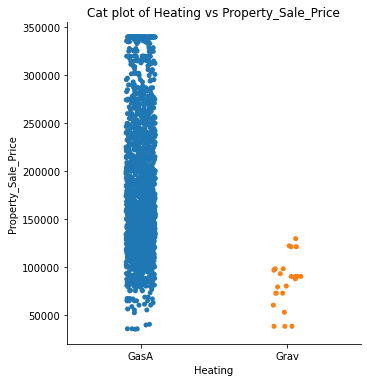 Cat plot of Heating vs Property_Sale_Price
350000
300000
250000
200000
150000
100000
50000
Property_Sale_Price
GasA Grav
Heating